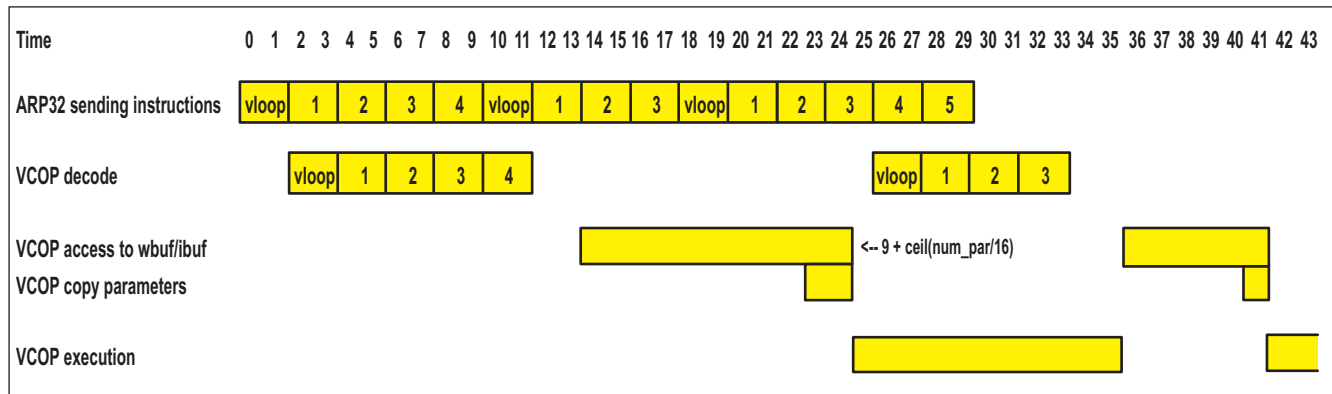 Time 0 1 2 3 4 5 6 7 8 9 10 11 12 13 14 15 16 17 18 19 20 21 22 23 24 25 26 27 28 29 30 31 32 33 34 35 36 37 38 39 40 41 42 43
ARP32 sending instructions vloop 1 2 3 4 vloop 1 2 3 vloop 1 2 3 4 5
VCOP decode vloop 1 2 3 4 vloop 1 2 3
VCOP access to wbuf/ibuf <-- 9 + ceil(num_par/16)
VCOP copy parameters
VCOP execution